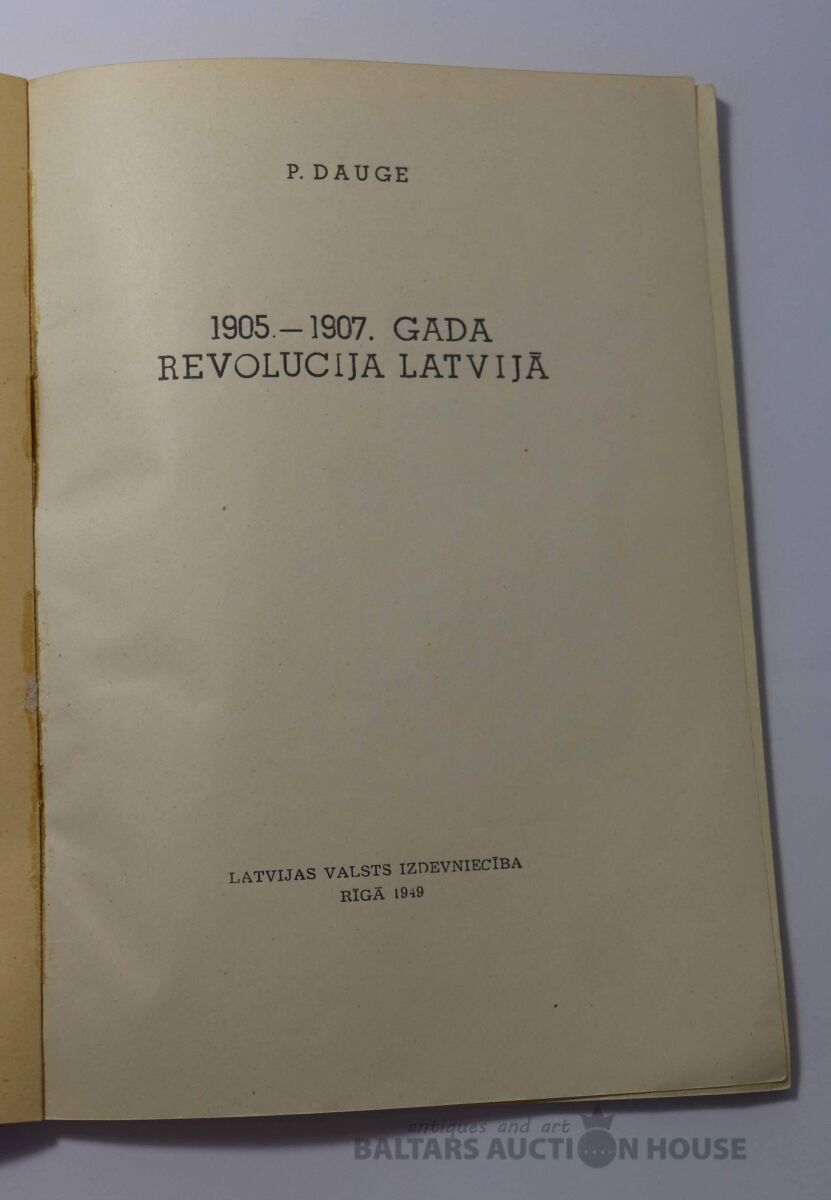 P. DAUGE
1905.—1907. GADA
REVOLUCIJA LATVIJĀ
LATVIJAS VALSTS IZDEVNIECĪBA
RĪGĀ 1949
antiques and art
BALTARS AUCTION HOUSE